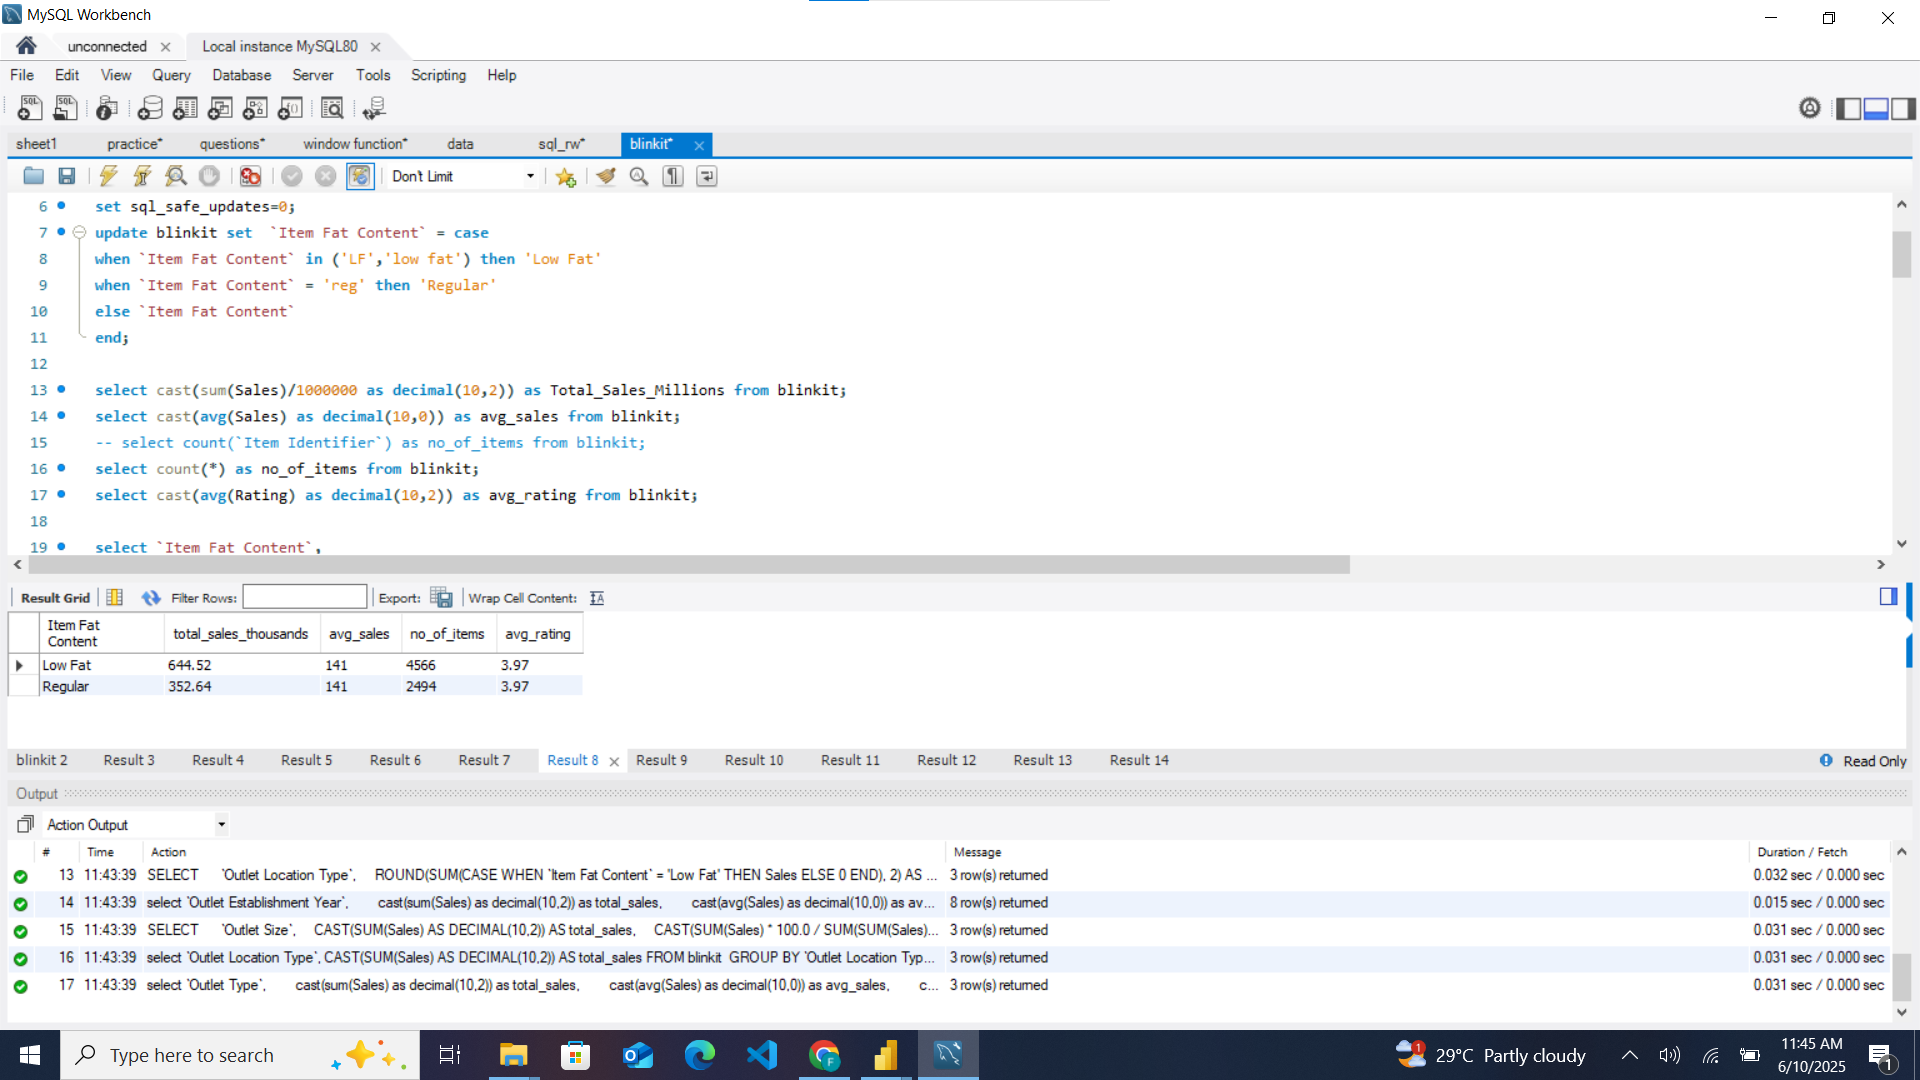 MySQL Workbench
unconnected
Local instance MySQL80
File Edit View Query Database Server Tools Scripting Help
sheet1 practice* questions* window function* data sql_rw* blinkit*
Don't Limit
6 set sql_safe_updates=0;
7 update blinkit set `Item Fat Content` = case
8 when `Item Fat Content` in ('LF','low fat') then 'Low Fat'
9 when `Item Fat Content` = 'reg' then 'Regular'
10 else `Item Fat Content`
11 end;
12
13 select cast(sum(Sales)/1000000 as decimal(10,2)) as Total_Sales_Millions from blinkit;
14 select cast(avg(Sales) as decimal(10,0)) as avg_sales from blinkit;
15 -- select count(`Item Identifier`) as no_of_items from blinkit;
16 select count(*) as no_of_items from blinkit;
17 select cast(avg(Rating) as decimal(10,2)) as avg_rating from blinkit;
18
19 select `Item Fat Content`,
Result Grid Filter Rows: Export: Wrap Cell Content:
Item Fat Content total_sales_thousands avg_sales no_of_items avg_rating
Low Fat 644.52 141 4566 3.97
Regular 352.64 141 2494 3.97
blinkit 2 Result 3 Result 4 Result 5 Result 6 Result 7 Result 8 Result 9 Result 10 Result 11 Result 12 Result 13 Result 14 Read Only
Output
Action Output
# Time Action Message Duration / Fetch
13 11:43:39 SELECT `Outlet Location Type`, ROUND(SUM(CASE WHEN `Item Fat Content` = 'Low Fat' THEN Sales ELSE 0 END), 2) AS ... 3 row(s) returned 0.032 sec / 0.000 sec
14 11:43:39 select `Outlet Establishment Year`, cast(sum(Sales) as decimal(10,2)) as total_sales, cast(avg(Sales) as decimal(10,0)) as av... 8 row(s) returned 0.015 sec / 0.000 sec
15 11:43:39 SELECT `Outlet Size`, CAST(SUM(Sales) AS DECIMAL(10,2)) AS total_sales, CAST(SUM(Sales) * 100.0 / SUM(SUM(Sales)... 3 row(s) returned 0.031 sec / 0.000 sec
16 11:43:39 select `Outlet Location Type`, CAST(SUM(Sales) AS DECIMAL(10,2)) AS total_sales FROM blinkit GROUP BY `Outlet Location Typ... 3 row(s) returned 0.031 sec / 0.000 sec
17 11:43:39 select `Outlet Type`, cast(sum(Sales) as decimal(10,2)) as total_sales, cast(avg(Sales) as decimal(10,0)) as avg_sales, c... 3 row(s) returned 0.031 sec / 0.000 sec
Type here to search
1
29°C Partly cloudy
11:45 AM
6/10/2025
1